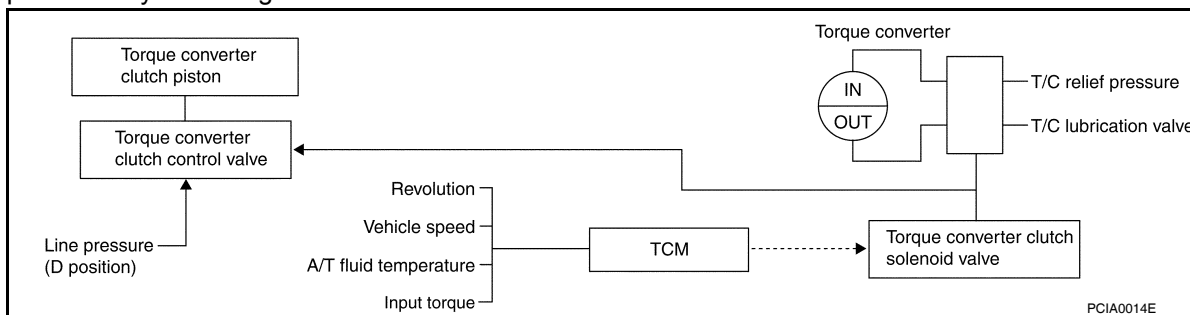 Torque converter
clutch piston
Torque converter
clutch control valve
Line pressure
(D position)
Revolution
Vehicle speed
A/T fluid temperature
Input torque
TCM
Torque converter
IN
OUT
T/C relief pressure
T/C lubrication valve
Torque converter clutch
solenoid valve
PCIA0014E